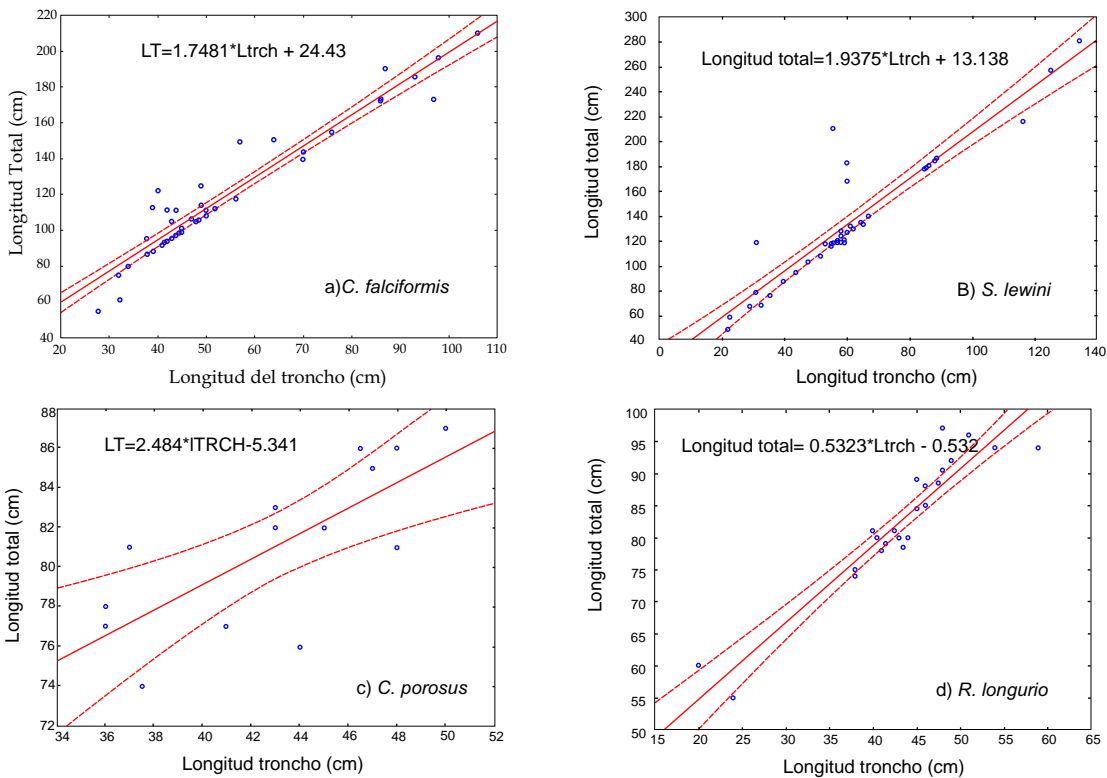 LT=1.7481*Ltrch + 24.43
Longitud Total (cm)
220
200
180
160
140
120
100
80
60
40
a)C. falciformis
20 30 40 50 60 70 80 90 100 110
Longitud del troncho (cm)
Longitud total=1.9375*Ltrch + 13.138
Longitud total (cm)
300
280
260
240
220
200
180
160
140
120
100
80
60
40
B) S. lewini
0 20 40 60 80 100 120 140
Longitud troncho (cm)
LT=2.484*lTRCH-5.341
Longitud total (cm)
88
86
84
82
80
78
76
74
72
c) C. porosus
34 36 38 40 42 44 46 48 50 52
Longitud troncho (cm)
Longitud total= 0.5323*Ltrch - 0.532
Longitud total (cm)
100
95
90
85
80
75
70
65
60
55
50
d) R. longurio
15 20 25 30 35 40 45 50 55 60 65
Longitud troncho (cm)